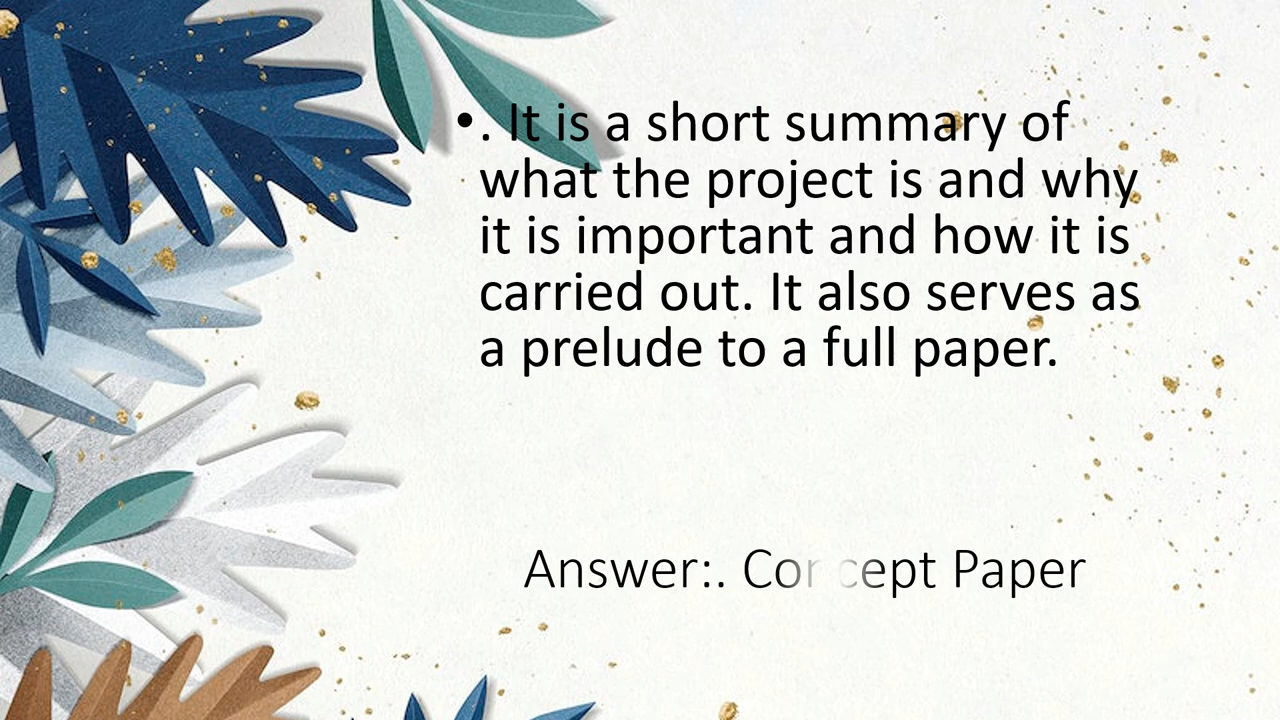 • . It is a short summary of
what the project is and why
it is important and how it is
carried out. It also serves as
a prelude to a full paper.
Answer:. Concept Paper